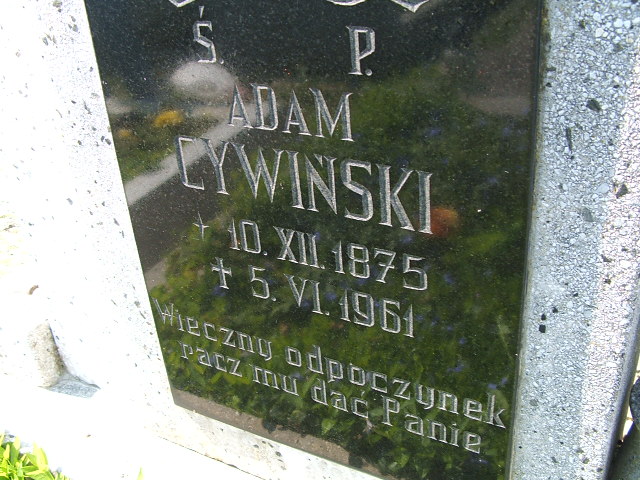 Ś. P.
ADAM
CYWIŃSKI
10. XII. 1875
✝ 5. VI. 1961
Wieczny odpoczynek
racz mu dać Panie